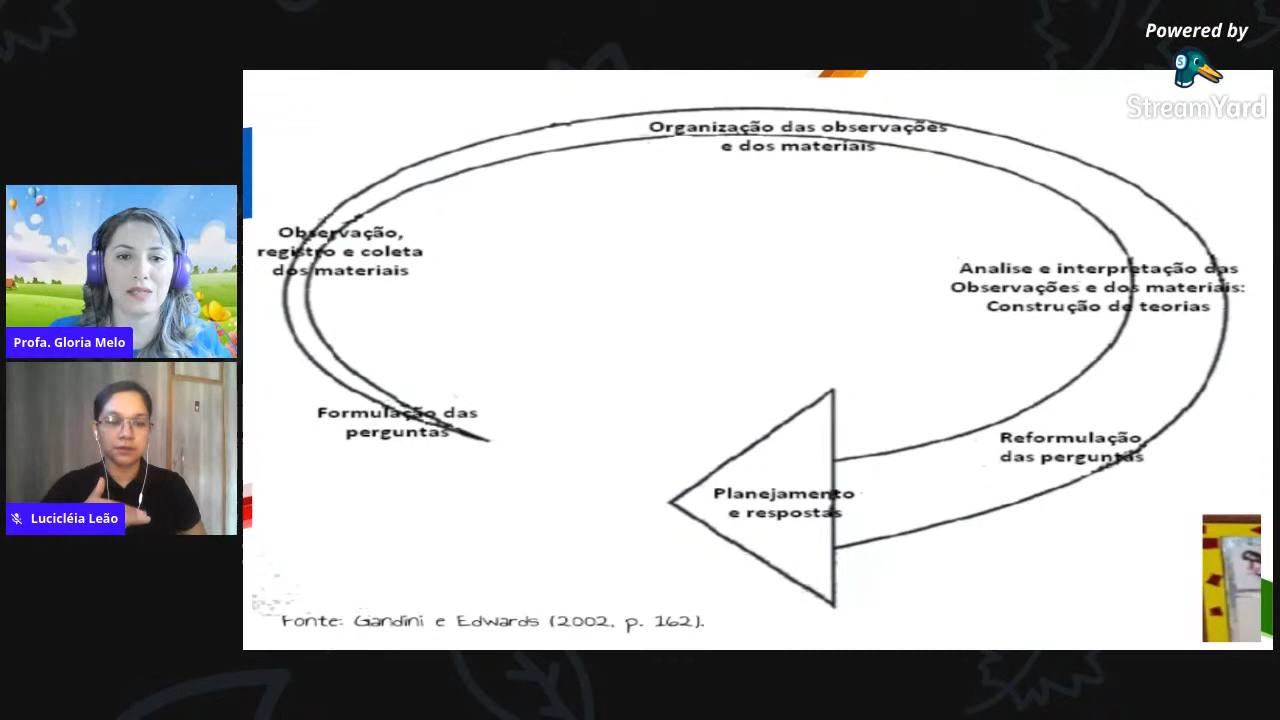 Powered by
StreamYard
Organização das observações
e dos materiais
Observação,
registro e coleta
dos materiais
Analise e interpretação das
Observações e dos materiais:
Construção de teorias
Formulação das
perguntas
Reformulação
das perguntas
Planejamento
e respostas
Fonte: Gandini e Edwards (2002, p. 162).
Profa. Gloria Melo
Lucicléia Leão